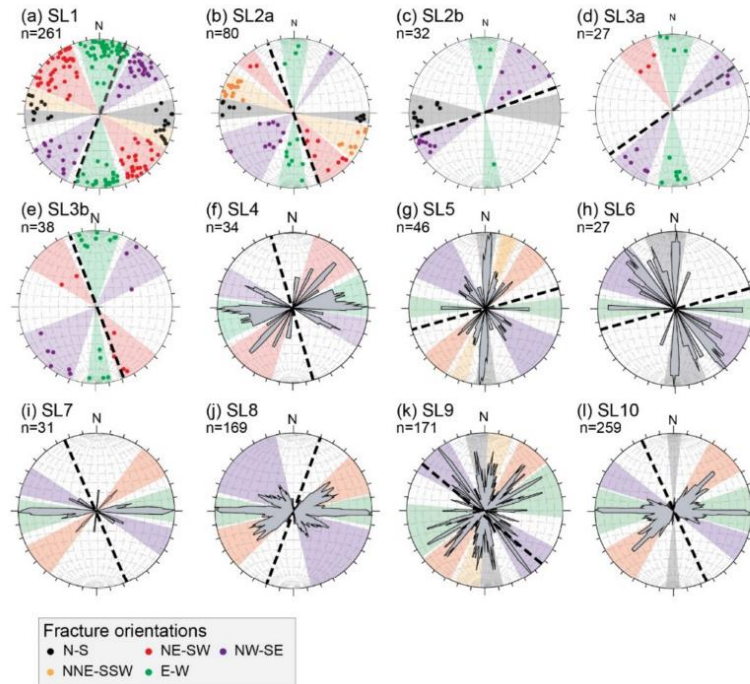 (a) SL1
n=261
N
(b) SL2a
n=80
N
(c) SL2b
n=32
N
(d) SL3a
n=27
N
(e) SL3b
n=38
N
(f) SL4
n=34
N
(g) SL5
n=46
N
(h) SL6
n=27
N
(i) SL7
n=31
N
(j) SL8
n=169
N
(k) SL9
n=171
N
(l) SL10
n=259
N
Fracture orientations
N-S NE-SW NW-SE
NNE-SSW E-W